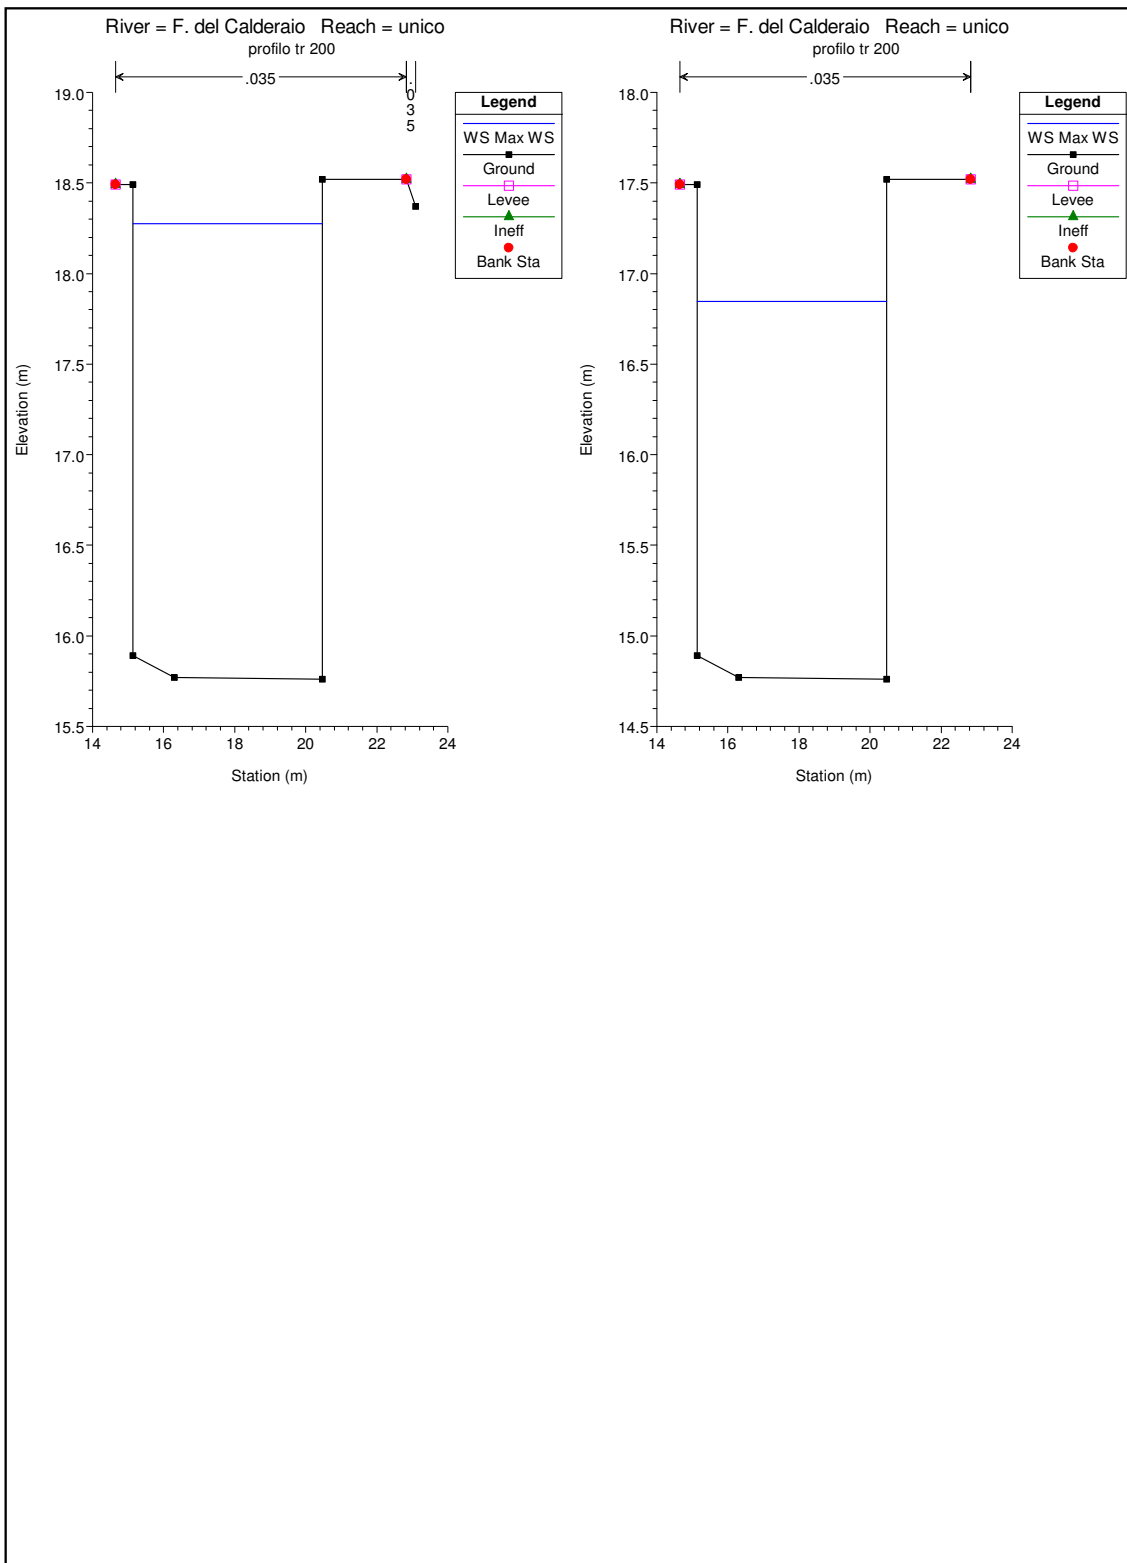 River = F. del Calderaio   Reach = unico
profilo tr 200
.035
.035
19.0
18.5
18.0
17.5
17.0
16.5
16.0
15.5
Elevation (m)
14 16 18 20 22 24
Station (m)
Legend
WS Max WS
Ground
Levee
Ineff
Bank Sta
River = F. del Calderaio   Reach = unico
profilo tr 200
.035
18.0
17.5
17.0
16.5
16.0
15.5
15.0
14.5
Elevation (m)
14 16 18 20 22 24
Station (m)
Legend
WS Max WS
Ground
Levee
Ineff
Bank Sta